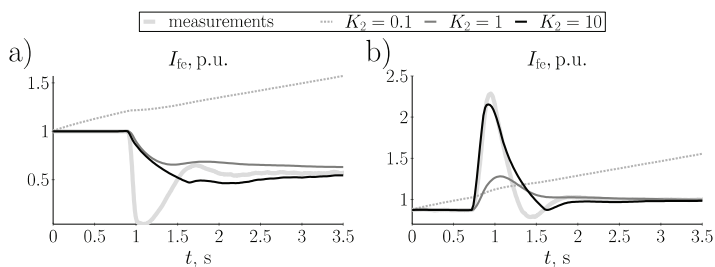 measurements K₂ = 0.1 K₂ = 1 K₂ = 10
a) I_fe, p.u.
1.5
1
0.5
0 0.5 1 1.5 2 2.5 3 3.5
t, s
b) I_fe, p.u.
2.5
2
1.5
1
0 0.5 1 1.5 2 2.5 3 3.5
t, s